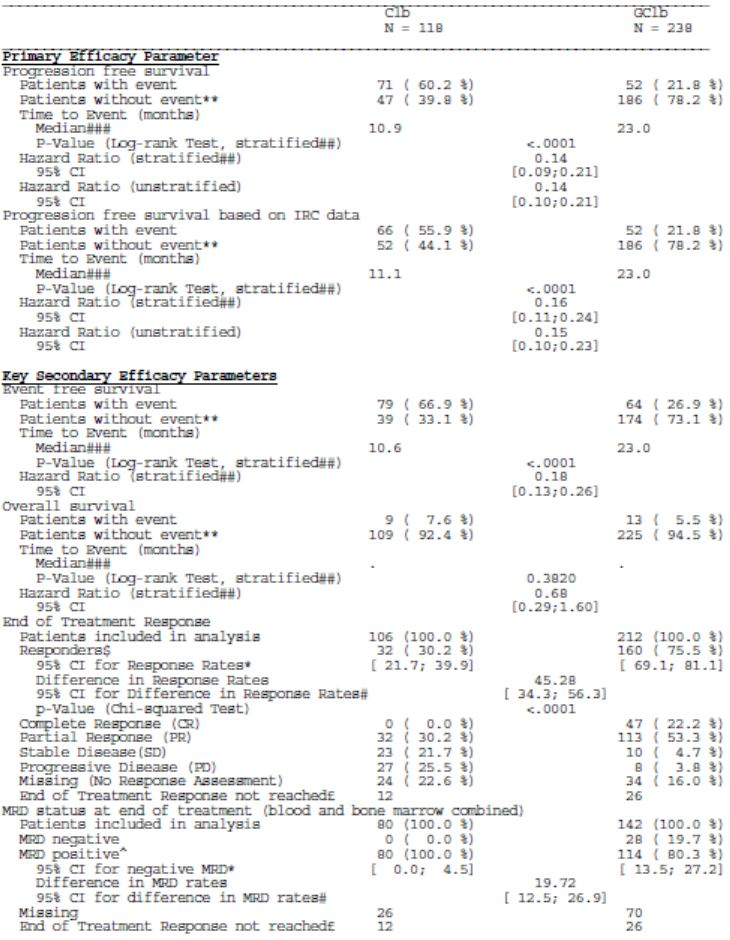 Clb GClb
N = 118 N = 238
Primary Efficacy Parameter
Progression free survival
Patients with event 71 ( 60.2 %) 52 ( 21.8 %)
Patients without event** 47 ( 39.8 %) 186 ( 78.2 %)
Time to Event (months)
Median### 10.9 23.0
P-Value (Log-rank Test, stratified##) <.0001
Hazard Ratio (stratified##) 0.14
95% CI [0.09;0.21]
Hazard Ratio (unstratified) 0.14
95% CI [0.10;0.21]
Progression free survival based on IRC data
Patients with event 66 ( 55.9 %) 52 ( 21.8 %)
Patients without event** 52 ( 44.1 %) 186 ( 78.2 %)
Time to Event (months)
Median### 11.1 23.0
P-Value (Log-rank Test, stratified##) <.0001
Hazard Ratio (stratified##) 0.16
95% CI [0.11;0.24]
Hazard Ratio (unstratified) 0.15
95% CI [0.10;0.23]
Key Secondary Efficacy Parameters
Event free survival
Patients with event 79 ( 66.9 %) 64 ( 26.9 %)
Patients without event** 39 ( 33.1 %) 174 ( 73.1 %)
Time to Event (months)
Median### 10.6 23.0
P-Value (Log-rank Test, stratified##) <.0001
Hazard Ratio (stratified##) 0.18
95% CI [0.13;0.26]
Overall survival
Patients with event 9 ( 7.6 %) 13 ( 5.5 %)
Patients without event** 109 ( 92.4 %) 225 ( 94.5 %)
Time to Event (months)
Median### . .
P-Value (Log-rank Test, stratified##) 0.3820
Hazard Ratio (stratified##) 0.68
95% CI [0.29;1.60]
End of Treatment Response
Patients included in analysis 106 (100.0 %) 212 (100.0 %)
Responders$ 32 ( 30.2 %) 160 ( 75.5 %)
95% CI for Response Rates* [ 21.7; 39.9] [ 69.1; 81.1]
Difference in Response Rates 45.28
95% CI for Difference in Response Rates# [ 34.3; 56.3]
p-Value (Chi-squared Test) <.0001
Complete Response (CR) 0 ( 0.0 %) 47 ( 22.2 %)
Partial Response (PR) 32 ( 30.2 %) 113 ( 53.3 %)
Stable Disease(SD) 23 ( 21.7 %) 10 ( 4.7 %)
Progressive Disease (PD) 27 ( 25.5 %) 8 ( 3.8 %)
Missing (No Response Assessment) 24 ( 22.6 %) 34 ( 16.0 %)
End of Treatment Response not reached£ 12 26
MRD status at end of treatment (blood and bone marrow combined)
Patients included in analysis 80 (100.0 %) 142 (100.0 %)
MRD negative 0 ( 0.0 %) 28 ( 19.7 %)
MRD positive^ 80 (100.0 %) 114 ( 80.3 %)
95% CI for negative MRD* [ 0.0; 4.5] [ 13.5; 27.2]
Difference in MRD rates 19.72
95% CI for difference in MRD rates# [ 12.5; 26.9]
Missing 26 70
End of Treatment Response not reached£ 12 26